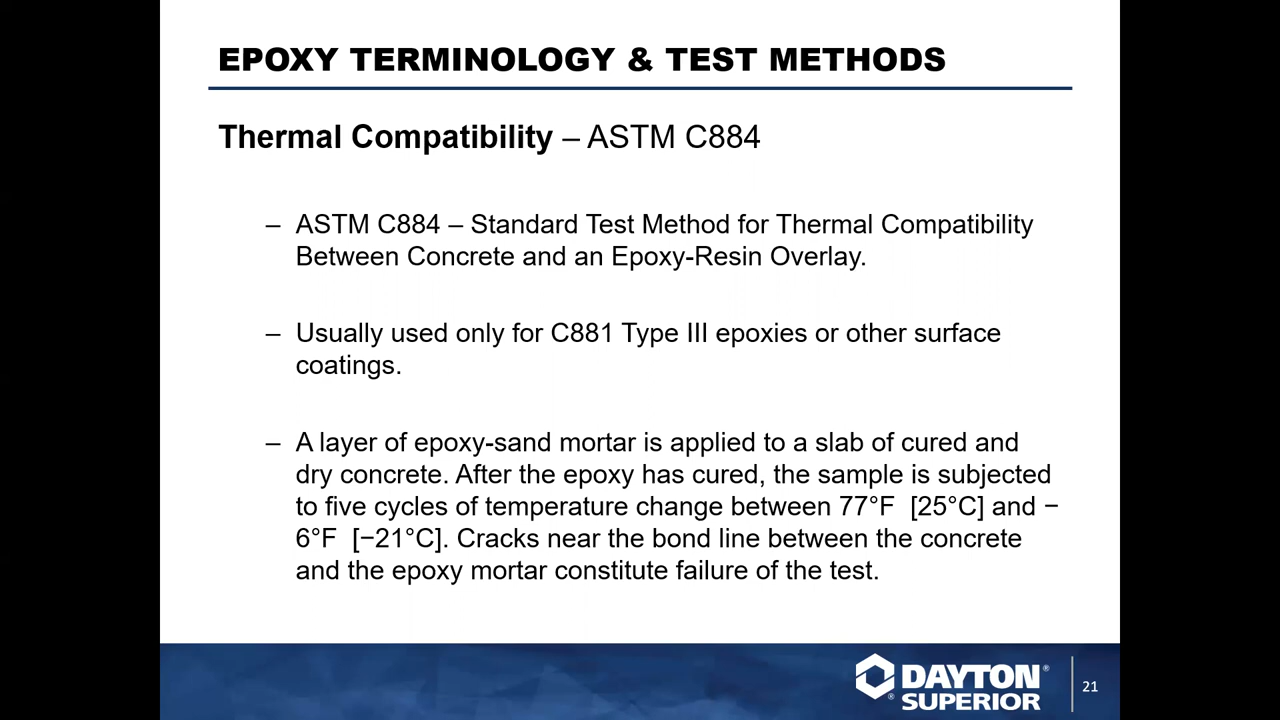 EPOXY TERMINOLOGY & TEST METHODS
Thermal Compatibility – ASTM C884
– ASTM C884 – Standard Test Method for Thermal Compatibility
Between Concrete and an Epoxy-Resin Overlay.
– Usually used only for C881 Type III epoxies or other surface
coatings.
– A layer of epoxy-sand mortar is applied to a slab of cured and
dry concrete. After the epoxy has cured, the sample is subjected
to five cycles of temperature change between 77°F  [25°C] and −
6°F  [−21°C]. Cracks near the bond line between the concrete
and the epoxy mortar constitute failure of the test.
DAYTON®
®SUPERIOR
21